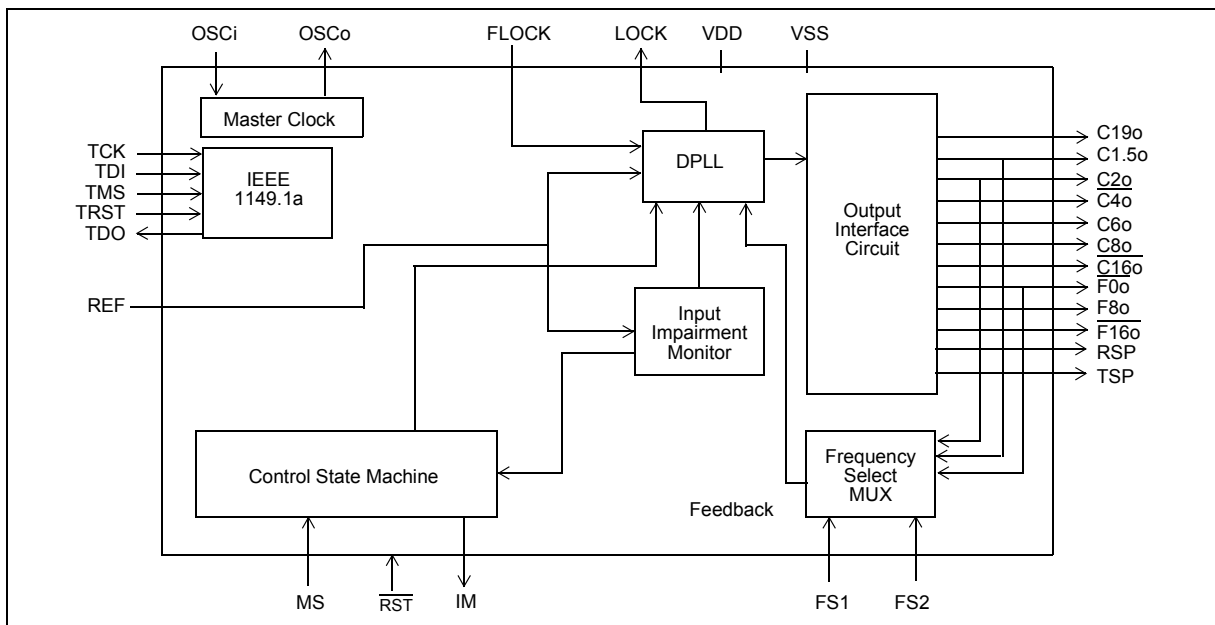 OSCi OSCo FLOCK LOCK VDD VSS
Master Clock
TCK
TDI
TMS
TRST
TDO
IEEE
1149.1a
DPLL
Output
Interface
Circuit
C19o
C1.5o
C2o
C4o
C6o
C8o
C16o
F0o
F8o
F16o
RSP
TSP
REF
Input
Impairment
Monitor
Control State Machine
Frequency
Select
MUX
Feedback
MS RST IM FS1 FS2